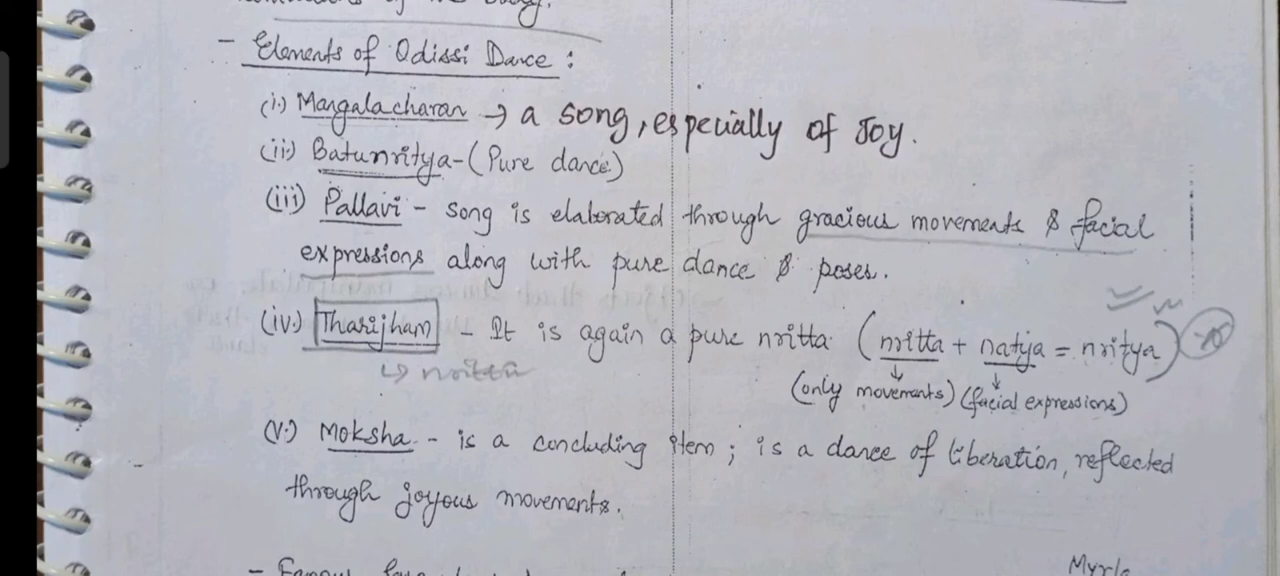 - Elements of Odissi Dance :
(i.) Mangalacharan → a song, especially of Joy.
(ii) Batunritya - (Pure dance)
(iii) Pallavi - song is elaborated through gracious movements & facial
expressions along with pure dance & poses.
(iv.) Tharijham - It is again a pure nritta (nritta + natya = nritya)
↳ nritta
(only movements) (facial expressions)
(v.) Moksha - is a concluding item ; is a dance of liberation, reflected
through joyous movements.